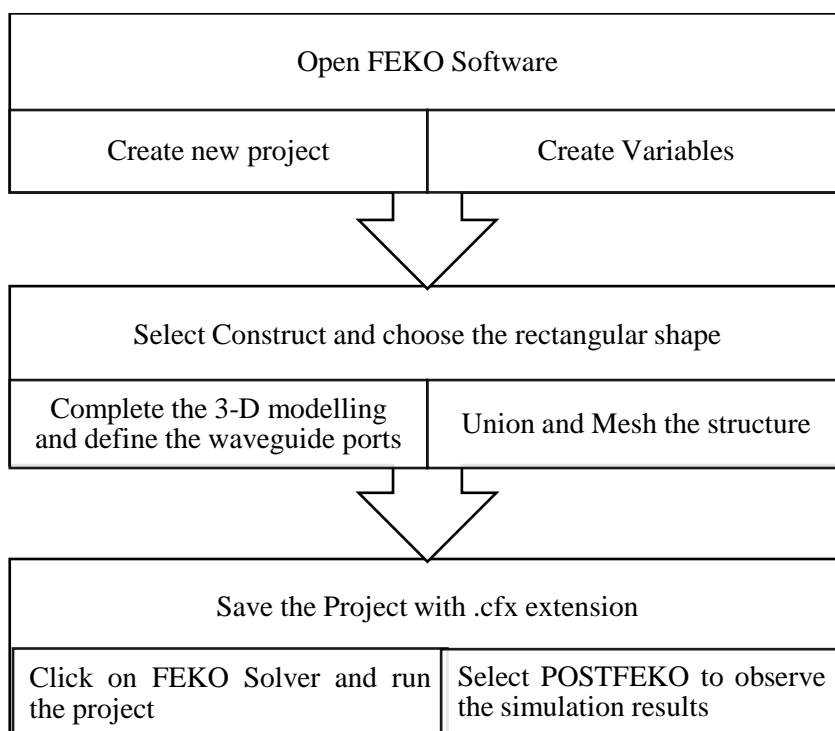 Open FEKO Software
Create new project
Create Variables
Select Construct and choose the rectangular shape
Complete the 3-D modelling
and define the waveguide ports
Union and Mesh the structure
Save the Project with .cfx extension
Click on FEKO Solver and run
the project
Select POSTFEKO to observe
the simulation results